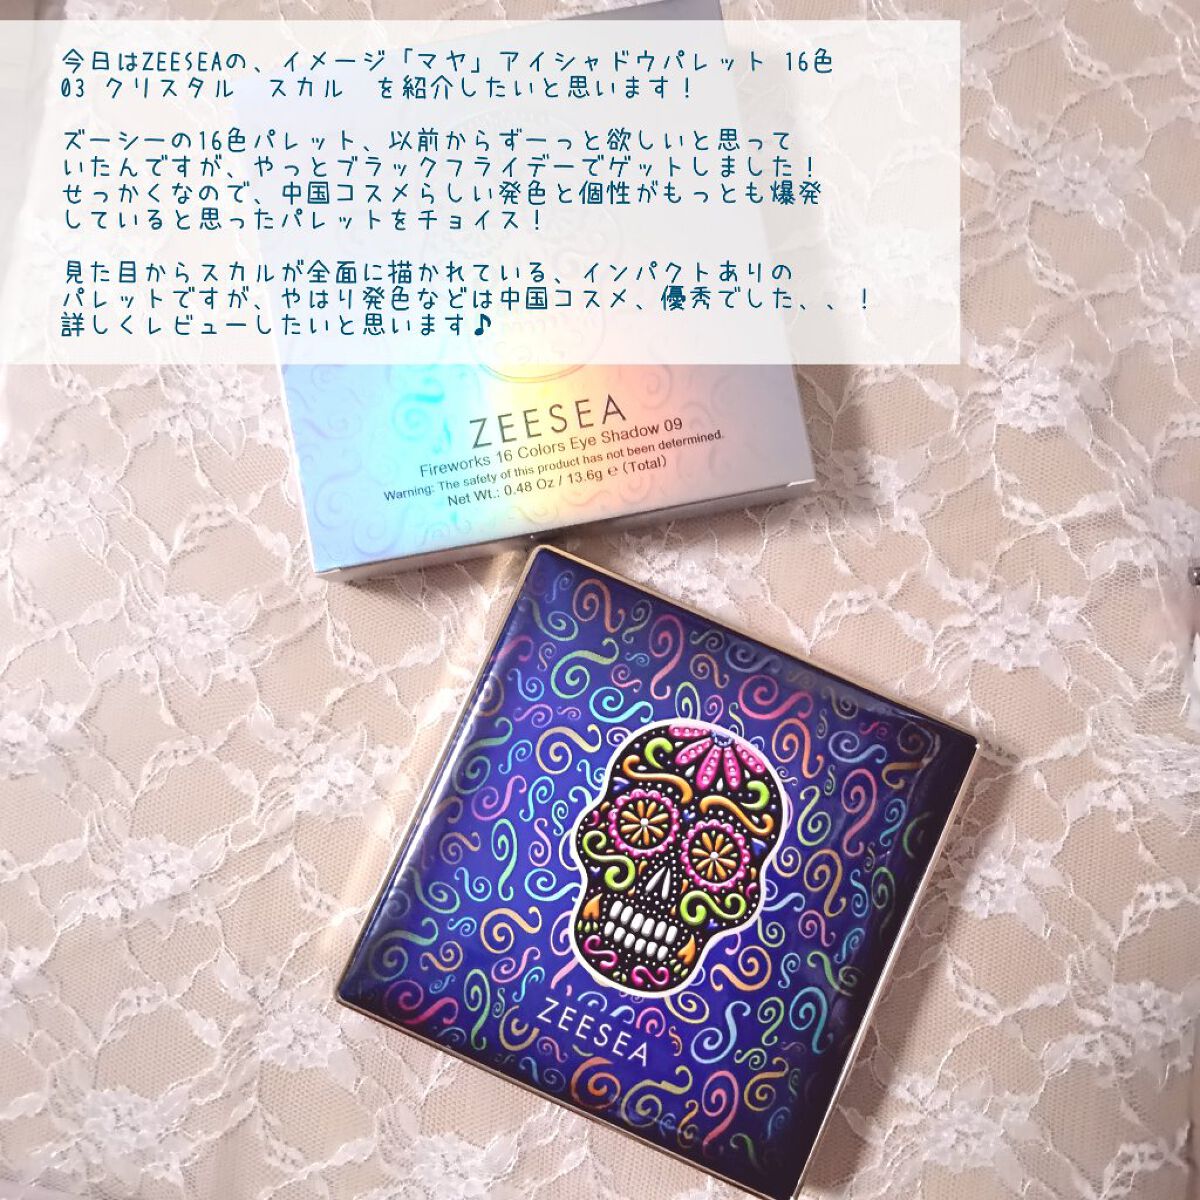 今日はZEESEAの、イメージ「マヤ」アイシャドウパレット 16色
03 クリスタル　スカル　を紹介したいと思います！
ズーシーの16色パレット、以前からずーっと欲しいと思って
いたんですが、やっとブラックフライデーでゲットしました！
せっかくなので、中国コスメらしい発色と個性がもっとも爆発
していると思ったパレットをチョイス！
見た目からスカルが全面に描かれている、インパクトありの
パレットですが、やはり発色などは中国コスメ、優秀でした、、！
詳しくレビューしたいと思います♪
ZEESEA
Fireworks 16 Colors Eye Shadow 09
Warning: The safety of this product has not been determined.
Net Wt.: 0.48 Oz / 13.6g ℮ (Total)
ZEESEA